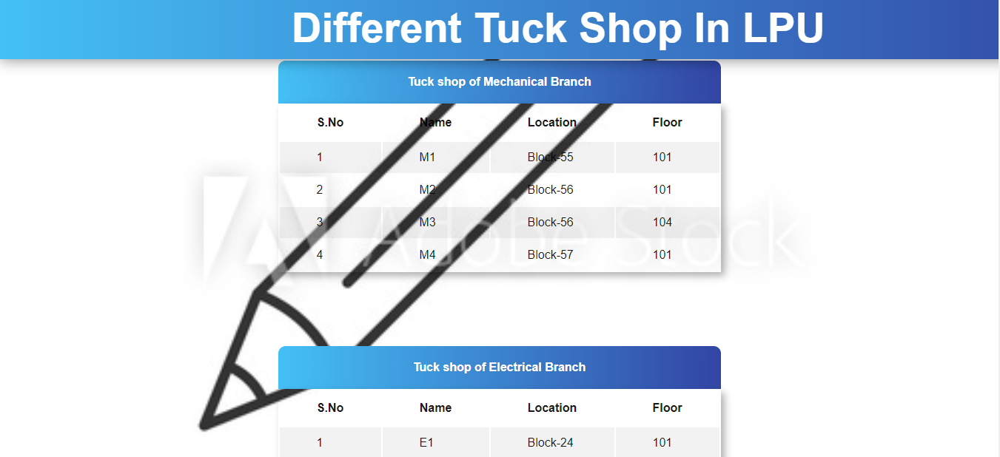 Different Tuck Shop In LPU
Tuck shop of Mechanical Branch
S.No Name Location Floor
1 M1 Block-55 101
2 M2 Block-56 101
3 M3 Block-56 104
4 M4 Block-57 101
Adobe Stock
Tuck shop of Electrical Branch
S.No Name Location Floor
1 E1 Block-24 101